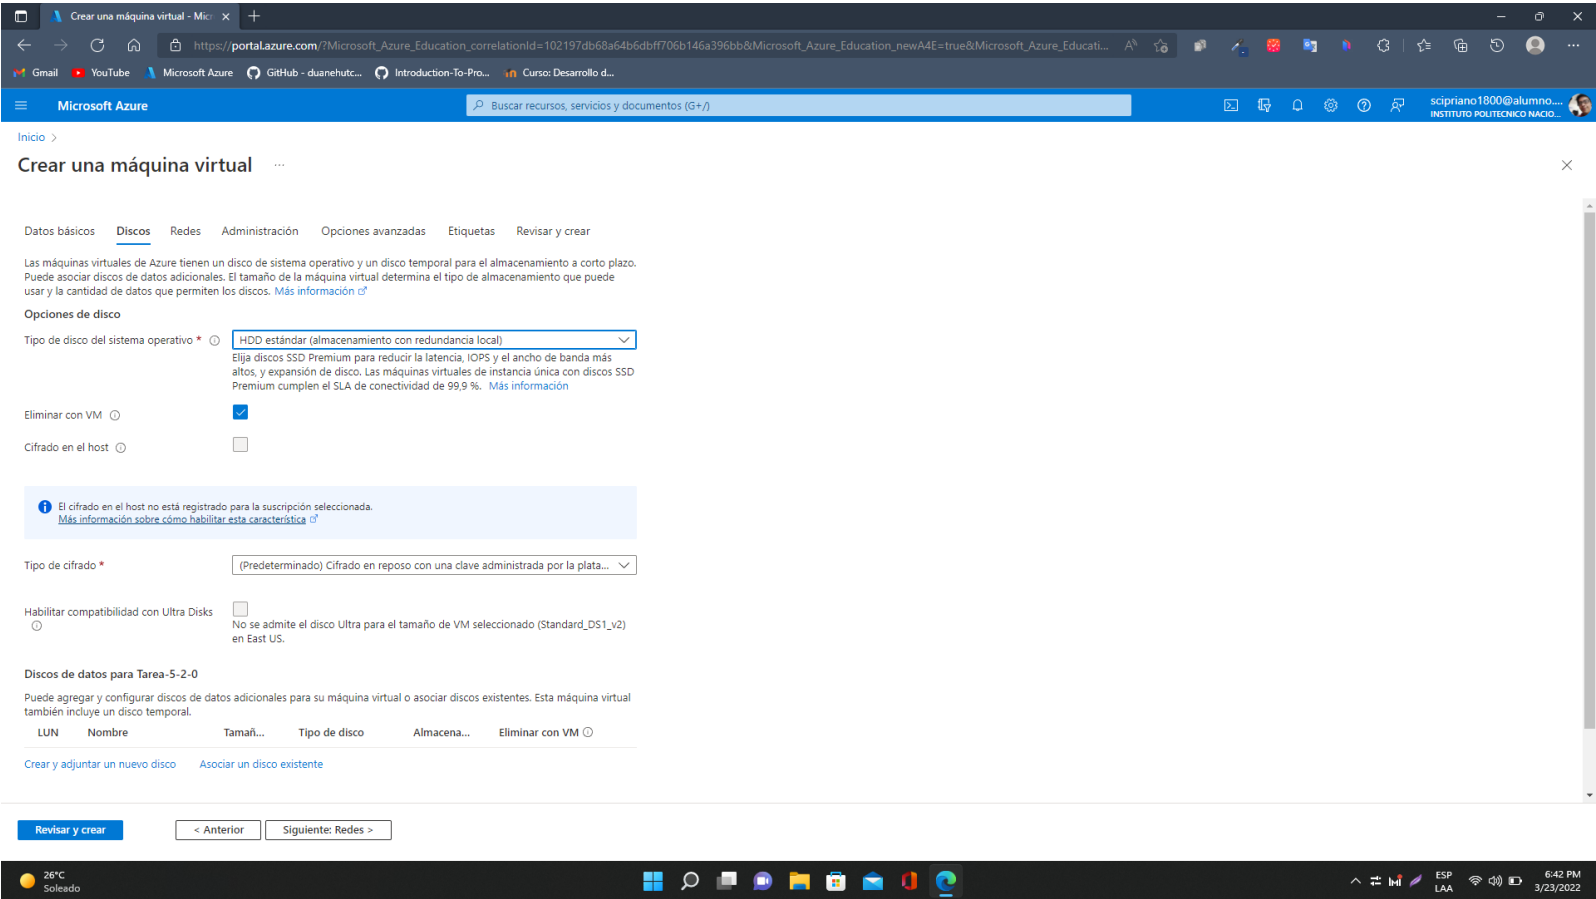 Crear una máquina virtual - Micr
https://portal.azure.com/?Microsoft_Azure_Education_correlationId=102197db68a64b6dbff706b146a396bb&Microsoft_Azure_Education_newA4E=true&Microsoft_Azure_Educati...
Gmail YouTube Microsoft Azure GitHub - duanehutc... Introduction-To-Pro... Curso: Desarrollo d...
Microsoft Azure
Buscar recursos, servicios y documentos (G+/)
scipriano1800@alumno....
INSTITUTO POLITECNICO NACIO...
Inicio >
Crear una máquina virtual ...
Datos básicos Discos Redes Administración Opciones avanzadas Etiquetas Revisar y crear
Las máquinas virtuales de Azure tienen un disco de sistema operativo y un disco temporal para el almacenamiento a corto plazo.
Puede asociar discos de datos adicionales. El tamaño de la máquina virtual determina el tipo de almacenamiento que puede
usar y la cantidad de datos que permiten los discos. Más información
Opciones de disco
Tipo de disco del sistema operativo * HDD estándar (almacenamiento con redundancia local)
Elija discos SSD Premium para reducir la latencia, IOPS y el ancho de banda más
altos, y expansión de disco. Las máquinas virtuales de instancia única con discos SSD
Premium cumplen el SLA de conectividad de 99,9 %. Más información
Eliminar con VM
Cifrado en el host
El cifrado en el host no está registrado para la suscripción seleccionada.
Más información sobre cómo habilitar esta característica
Tipo de cifrado * (Predeterminado) Cifrado en reposo con una clave administrada por la plata...
Habilitar compatibilidad con Ultra Disks
No se admite el disco Ultra para el tamaño de VM seleccionado (Standard_DS1_v2)
en East US.
Discos de datos para Tarea-5-2-0
Puede agregar y configurar discos de datos adicionales para su máquina virtual o asociar discos existentes. Esta máquina virtual
también incluye un disco temporal.
LUN Nombre Tamañ... Tipo de disco Almacena... Eliminar con VM
Crear y adjuntar un nuevo disco Asociar un disco existente
Revisar y crear < Anterior Siguiente: Redes >
26°C
Soleado
ESP
LAA
6:42 PM
3/23/2022